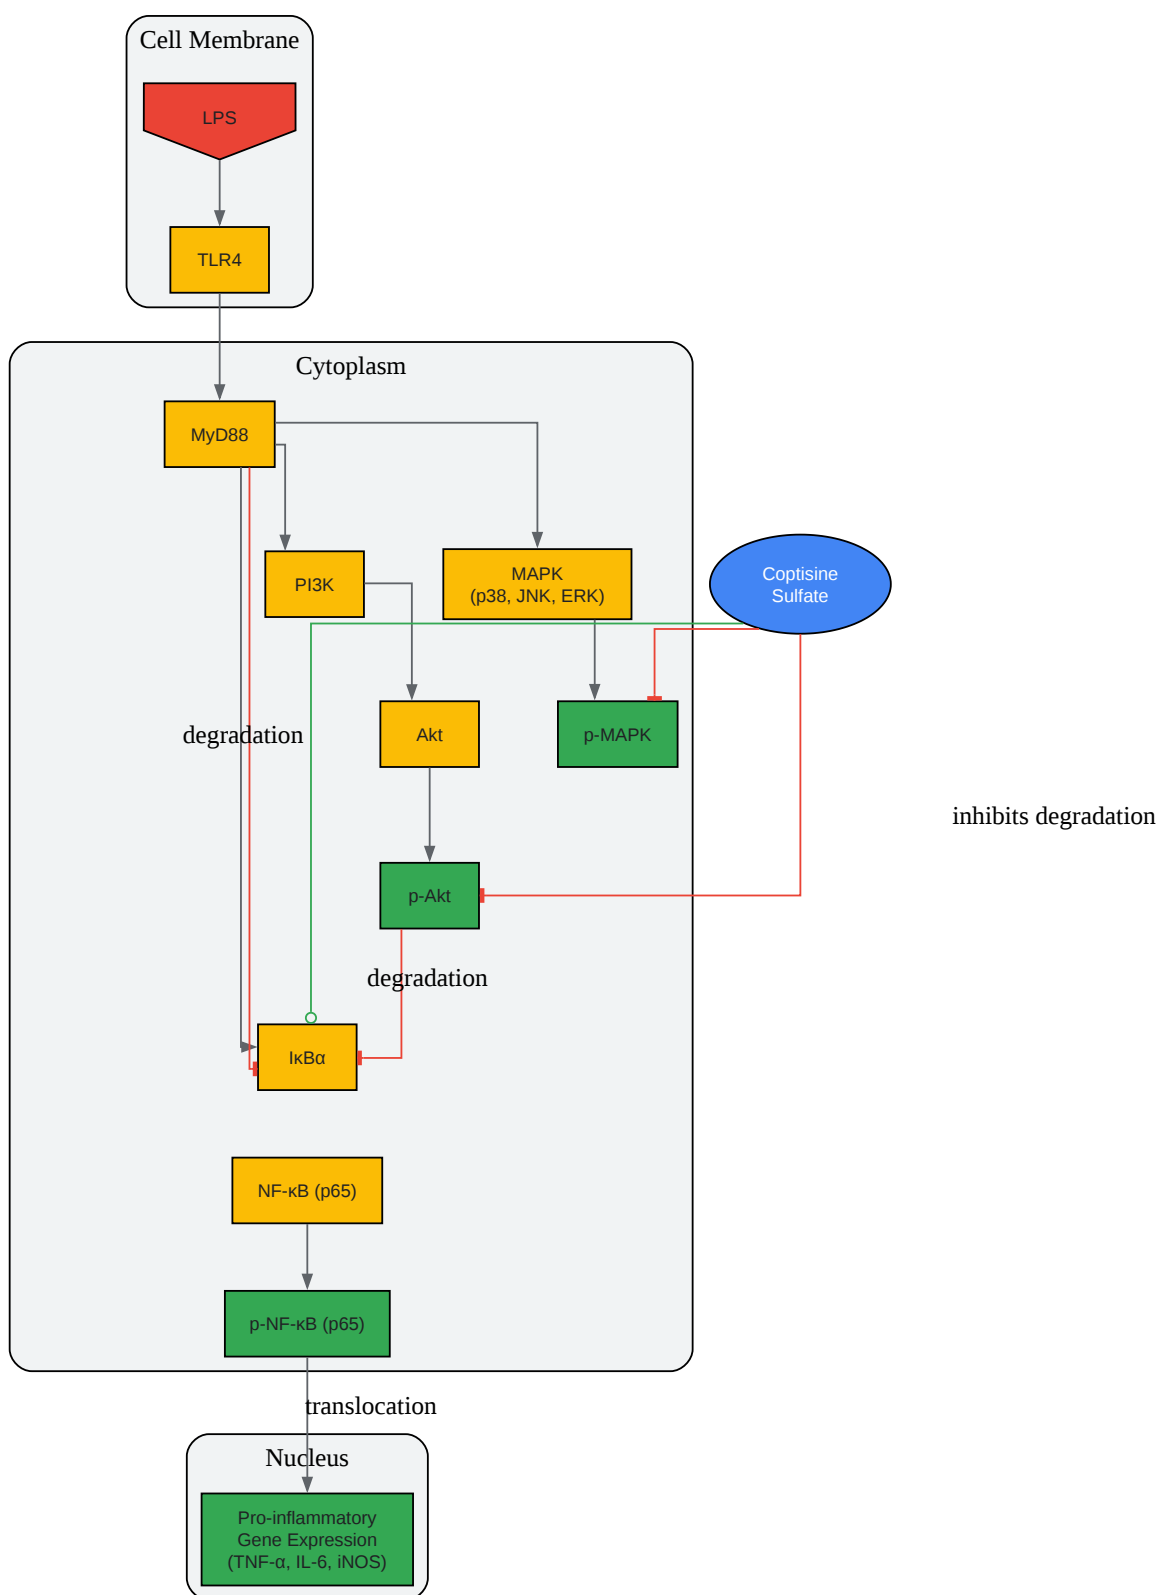 Cell Membrane
LPS
TLR4
Cytoplasm
MyD88
PI3K
MAPK
(p38, JNK, ERK)
Coptisine
Sulfate
degradation
Akt
p-MAPK
inhibits degradation
p-Akt
degradation
IκBα
NF-κB (p65)
p-NF-κB (p65)
translocation
Nucleus
Pro-inflammatory
Gene Expression
(TNF-α, IL-6, iNOS)